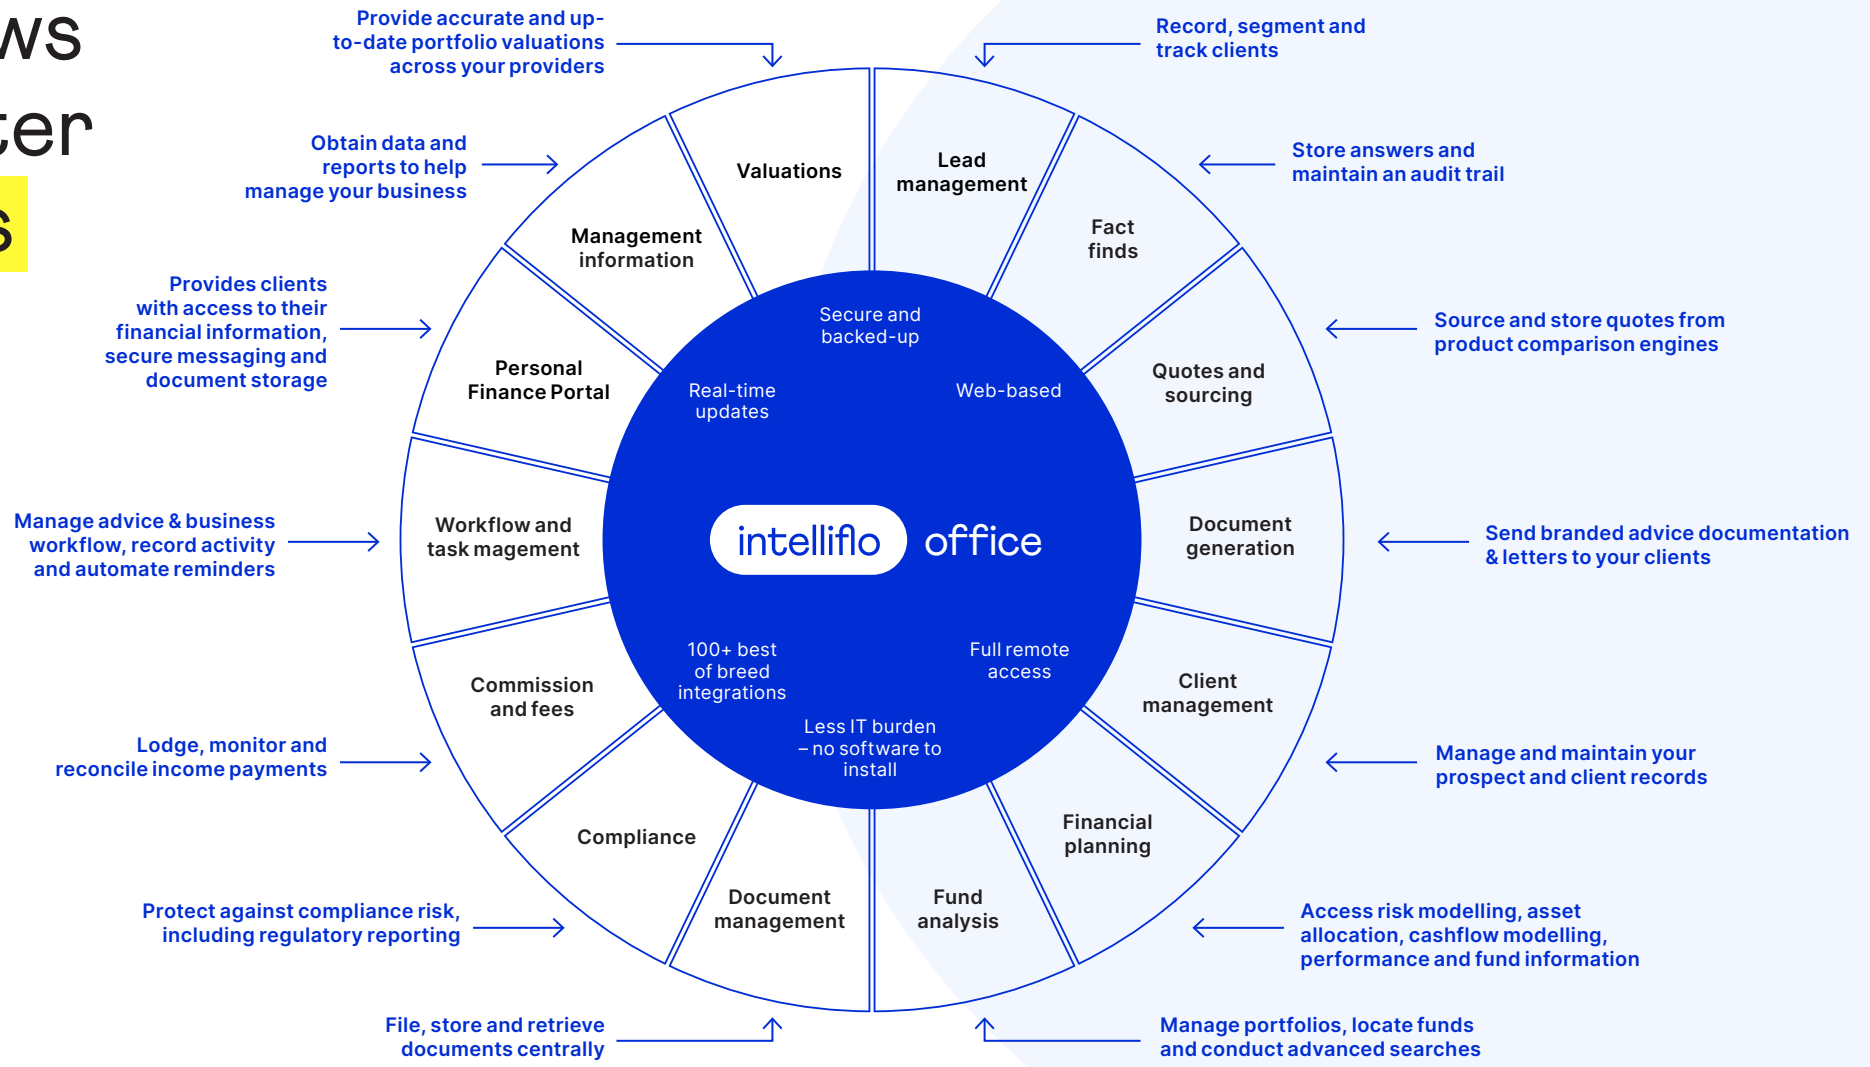 ws
ter
s
Provide accurate and up-
to-date portfolio valuations
across your providers
Record, segment and
track clients
Obtain data and
reports to help
manage your business
Store answers and
maintain an audit trail
Provides clients
with access to their
financial information,
secure messaging and
document storage
Source and store quotes from
product comparison engines
Manage advice & business
workflow, record activity
and automate reminders
Send branded advice documentation
& letters to your clients
Lodge, monitor and
reconcile income payments
Manage and maintain your
prospect and client records
Protect against compliance risk,
including regulatory reporting
Access risk modelling, asset
allocation, cashflow modelling,
performance and fund information
File, store and retrieve
documents centrally
Manage portfolios, locate funds
and conduct advanced searches
Valuations
Lead
management
Management
information
Fact
finds
Personal
Finance Portal
Quotes and
sourcing
Workflow and
task magement
Document
generation
Commission
and fees
Client
management
Compliance
Financial
planning
Document
management
Fund
analysis
Secure and
backed-up
Real-time
updates
Web-based
intelliflo office
100+ best
of breed
integrations
Full remote
access
Less IT burden
– no software to
install